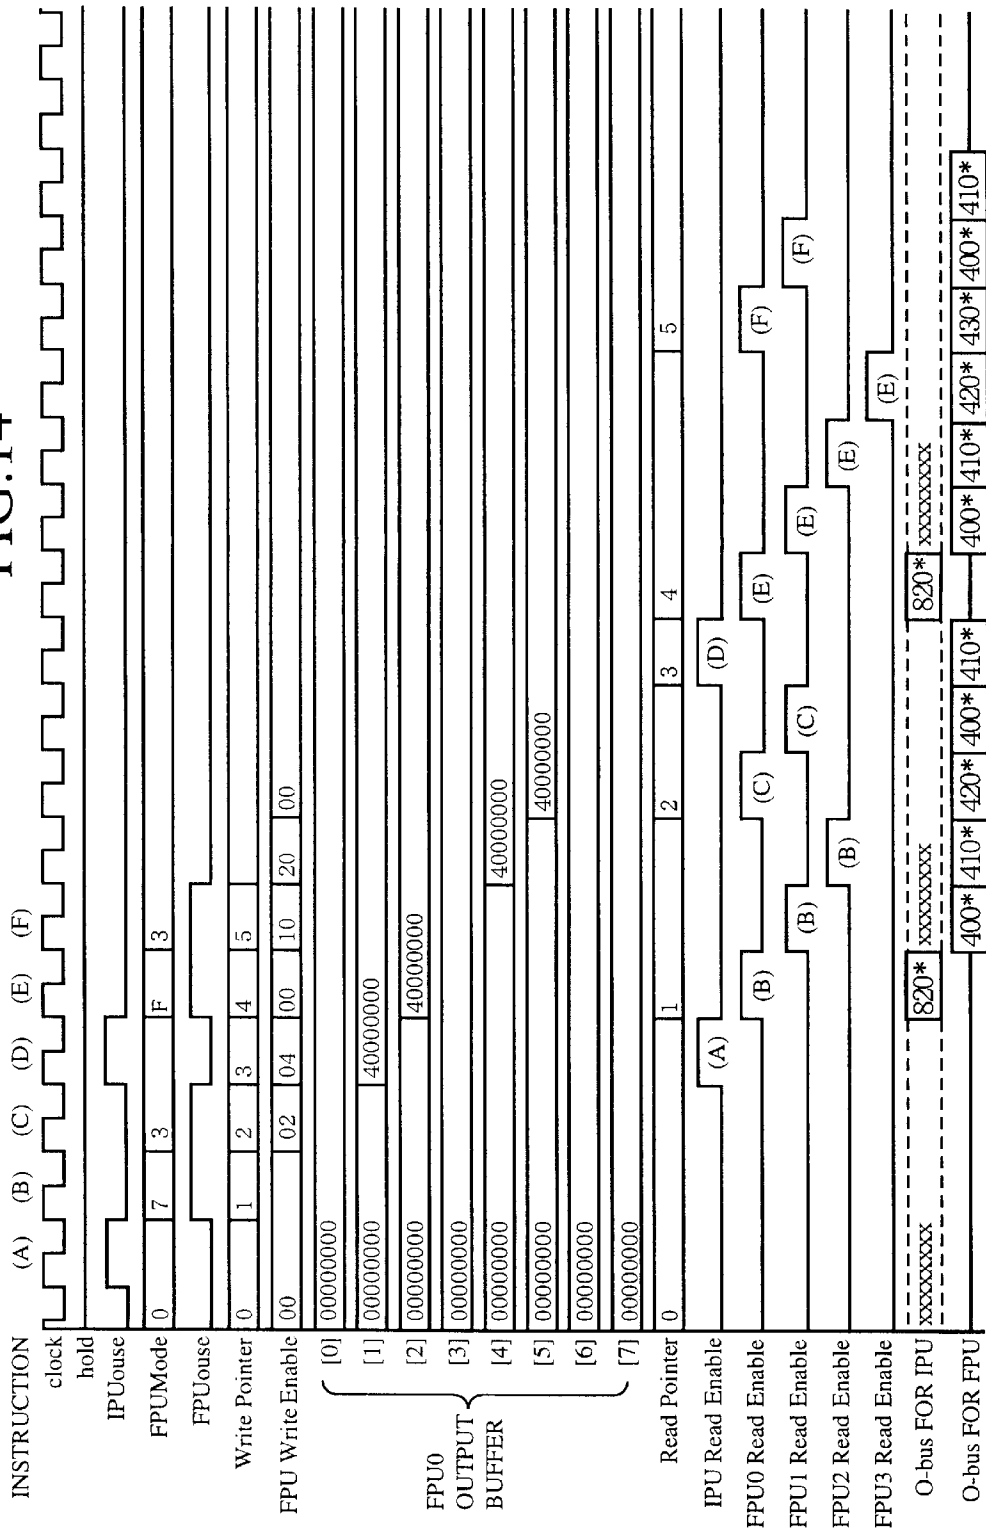 FIG.14
INSTRUCTION (A) (B) (C) (D) (E) (F)
clock
hold
IPUouse
FPUMode 0 7 3 F 3
FPUouse
Write Pointer 0 1 2 3 4 5
FPU Write Enable 00 02 04 00 10 20 00
FPU0 OUTPUT BUFFER
[0] 00000000
[1] 00000000 40000000
[2] 00000000 40000000
[3] 00000000
[4] 00000000 40000000
[5] 00000000 40000000
[6] 00000000
[7] 00000000
Read Pointer 0 1 2 3 4 5
IPU Read Enable (A) (D)
FPU0 Read Enable (B) (C) (E) (F)
FPU1 Read Enable (B) (C) (E) (F)
FPU2 Read Enable (B) (E)
FPU3 Read Enable (E)
O-bus FOR IPU xxxxxxxxx 820* xxxxxxxx 820* xxxxxxxxx
O-bus FOR FPU 400* 410* 420* 400* 410* 400* 410* 420* 430* 400* 410*